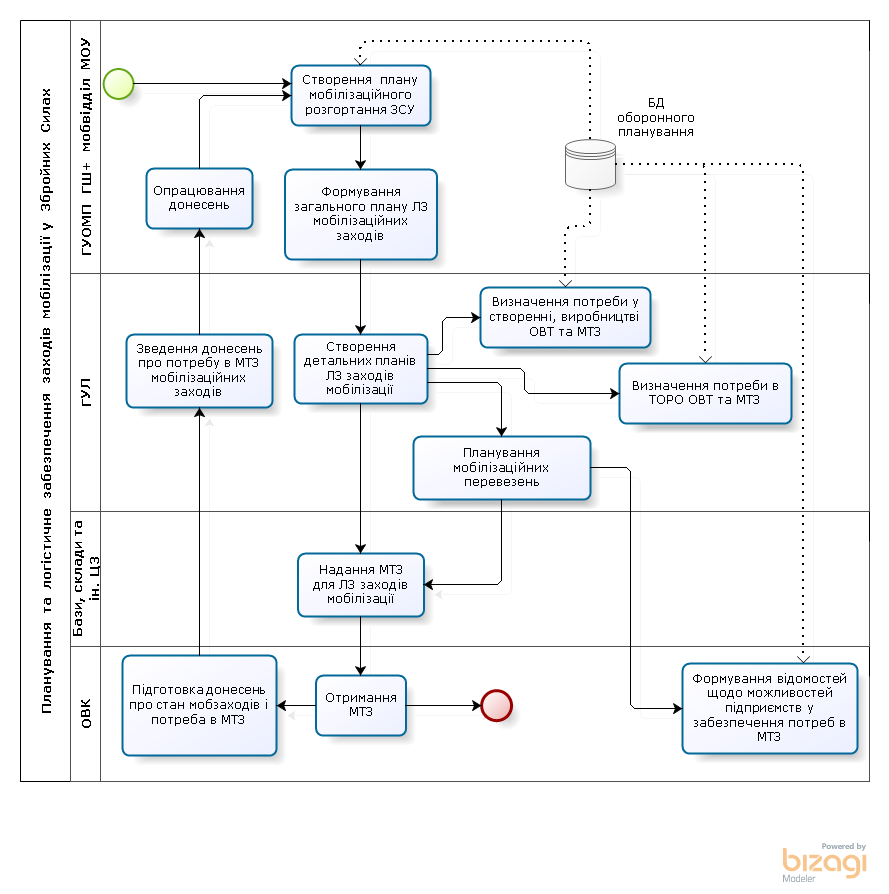 Планування та логістичне забезпечення заходів мобілізації у Збройних Силах
ГУОМП ГШ+ мобвідділ МОУ
Створення плану
мобілізаційного
розгортання ЗСУ
БД
оборонного
планування
Опрацювання
донесень
Формування
загального плану ЛЗ
мобілізаційних
заходів
ГУЛ
Визначення потреби у
створенні, виробництві
ОВТ та МТЗ
Зведення донесень
про потребу в МТЗ
мобілізаційних
заходів
Створення
детальних планів
ЛЗ заходів
мобілізації
Визначення потреби в
ТОРО ОВТ та МТЗ
Планування
мобілізаційних
перевезень
Бази, склади та
ін. ЦЗ
Надання МТЗ
для ЛЗ заходів
мобілізації
ОВК
Підготовка донесень
про стан мобзаходів і
потреба в МТЗ
Отримання
МТЗ
Формування відомостей
щодо можливостей
підприємств у
забезпечення потреб в
МТЗ
Powered by
bizagi
Modeler